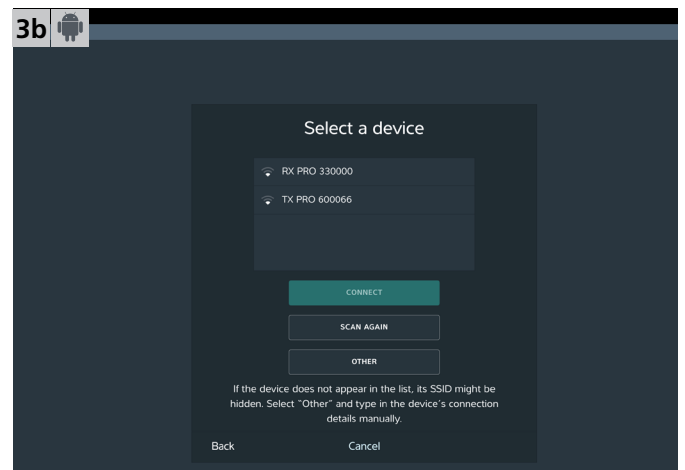 3b
Select a device
RX PRO 330000
TX PRO 600066
CONNECT
SCAN AGAIN
OTHER
If the device does not appear in the list, its SSID might be
hidden. Select “Other” and type in the device´s connection
details manually.
Back Cancel